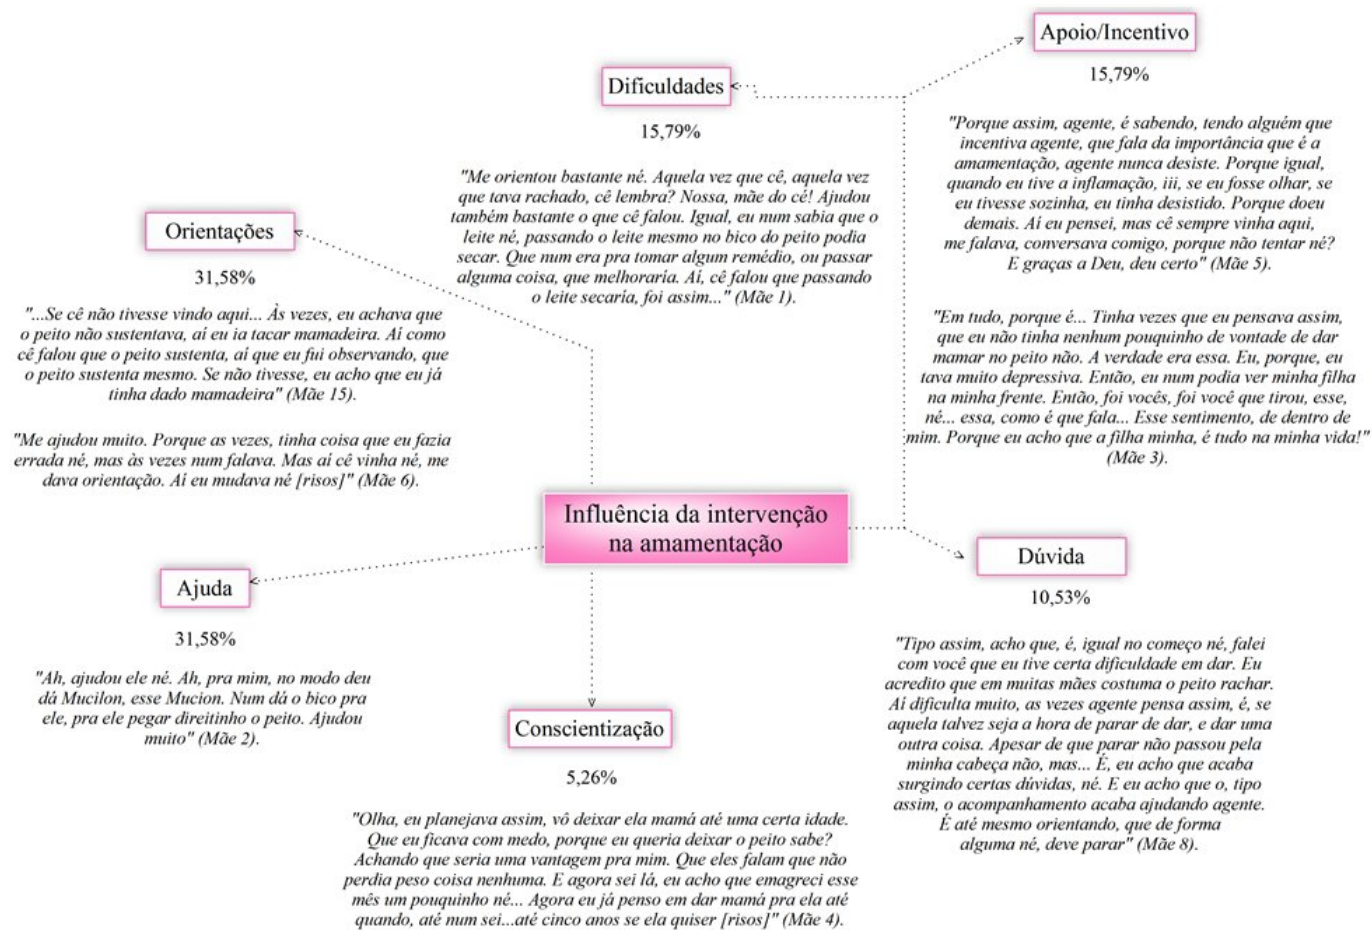 Apoio/Incentivo
15,79%
"Porque assim, agente, é sabendo, tendo alguém que
incentiva agente, que fala da importância que é a
amamentação, agente nunca desiste. Porque igual,
quando eu tive a inflamação, iii, se eu fosse olhar, se
eu tivesse sozinha, eu tinha desistido. Porque doeu
demais. Aí eu pensei, mas cê sempre vinha aqui,
me falava, conversava comigo, porque não tentar né?
E graças a Deu, deu certo" (Mãe 5).
"Em tudo, porque é... Tinha vezes que eu pensava assim,
que eu não tinha nenhum pouquinho de vontade de dar
mamar no peito não. A verdade era essa. Eu, porque, eu
tava muito depressiva. Então, eu num podia ver minha filha
na minha frente. Então, foi vocês, foi você que tirou, esse,
né... essa, como é que fala... Esse sentimento, de dentro de
mim. Porque eu acho que a filha minha, é tudo na minha vida!"
(Mãe 3).
Dificuldades
15,79%
"Me orientou bastante né. Aquela vez que cê, aquela vez
que tava rachado, cê lembra? Nossa, mãe do cé! Ajudou
também bastante o que cê falou. Igual, eu num sabia que o
leite né, passando o leite mesmo no bico do peito podia
secar. Que num era pra tomar algum remédio, ou passar
alguma coisa, que melhoraría. Aí, cê falou que passando
o leite secaría, foi assim..." (Mãe 1).
Orientações
31,58%
"...Se cê não tivesse vindo aqui... Às vezes, eu achava que
o peito não sustentava, aí eu ia tacar mamadeira. Aí como
cê falou que o peito sustenta, aí que eu fui observando, que
o peito sustenta mesmo. Se não tivesse, eu acho que eu já
tinha dado mamadeira" (Mãe 15).
"Me ajudou muito. Porque as vezes, tinha coisa que eu fazia
errada né, mas às vezes num falava. Mas aí cê vinha né, me
dava orientação. Aí eu mudava né [risos]" (Mãe 6).
Influência da intervenção
na amamentação
Ajuda
31,58%
"Ah, ajudou ele né. Ah, pra mim, no modo deu
dá Mucilon, esse Mucion. Num dá o bico pra
ele, pra ele pegar direitinho o peito. Ajudou
muito" (Mãe 2).
Conscientização
5,26%
"Olha, eu planejava assim, vô deixar ela mamá até uma certa idade.
Que eu ficava com medo, porque eu queria deixar o peito sabe?
Achando que seria uma vantagem pra mim. Que eles falam que não
perdia peso coisa nenhuma. E agora sei lá, eu acho que emagreci esse
mês um pouquinho né... Agora eu já penso em dar mamá pra ela até
quando, até num sei...até cinco anos se ela quiser [risos]" (Mãe 4).
Dúvida
10,53%
"Tipo assim, acho que, é, igual no começo né, falei
com você que eu tive certa dificuldade em dar. Eu
acredito que em muitas mães costuma o peito rachar.
Aí dificulta muito, as vezes agente pensa assim, é, se
aquela talvez seja a hora de parar de dar, e dar uma
outra coisa. Apesar de que parar não passou pela
minha cabeça não, mas... É, eu acho que acaba
surgindo certas dúvidas, né. E eu acho que o, tipo
assim, o acompanhamento acaba ajudando agente.
É até mesmo orientando, que de forma
alguma né, deve parar" (Mãe 8).